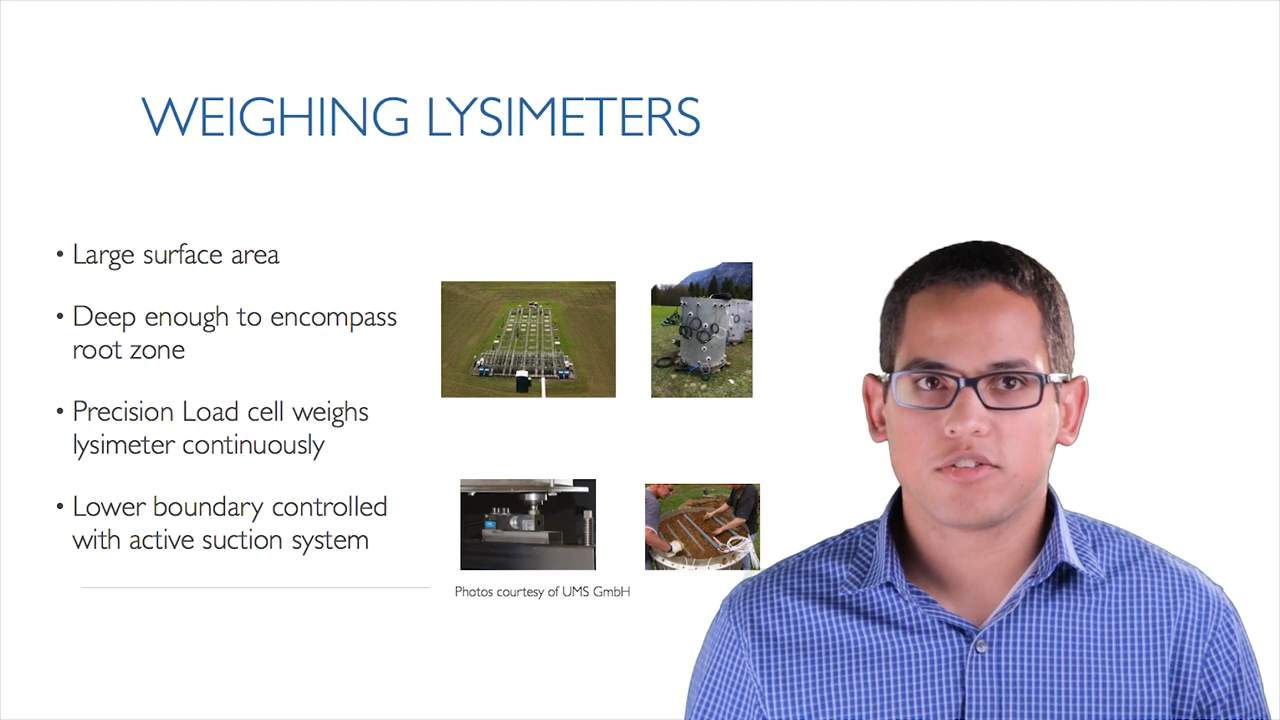 WEIGHING LYSIMETERS
• Large surface area
• Deep enough to encompass
root zone
• Precision Load cell weighs
lysimeter continuously
• Lower boundary controlled
with active suction system
Photos courtesy of UMS GmbH